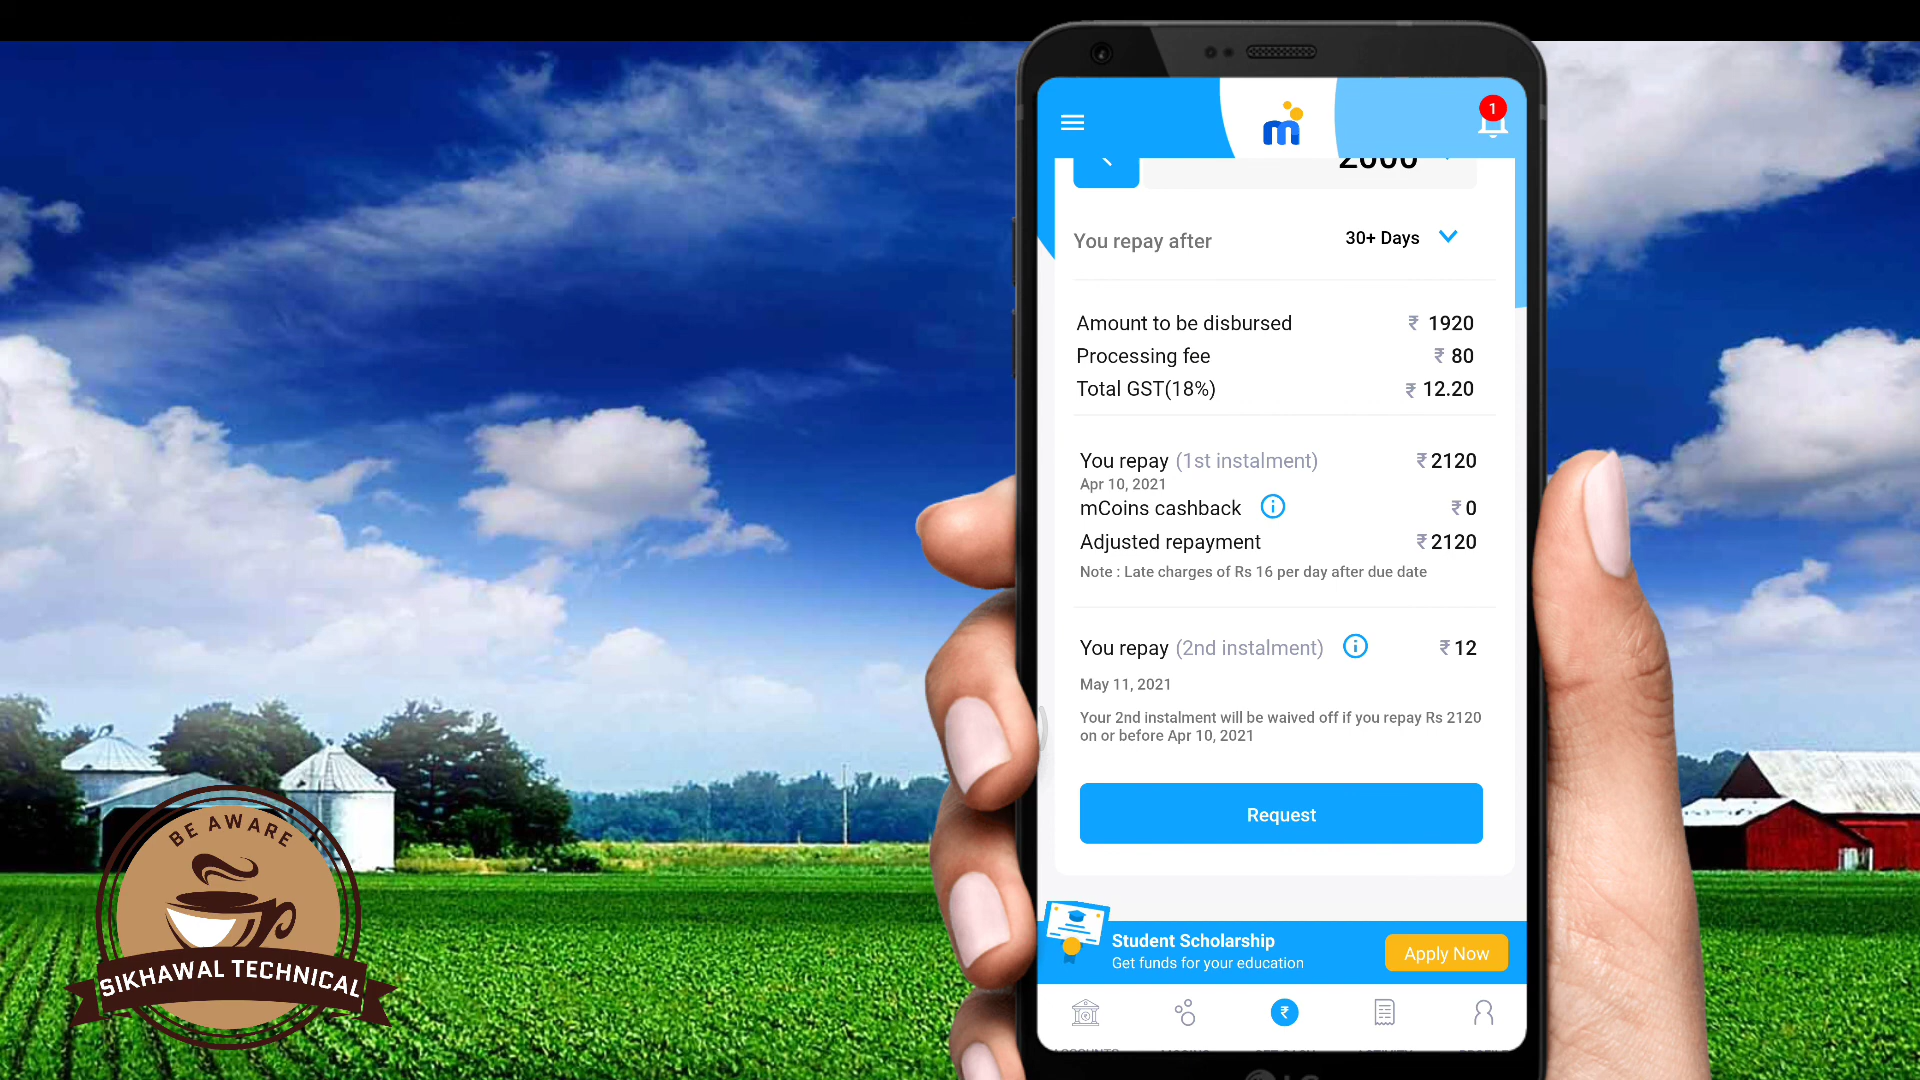 1
2000
You repay after 30+ Days
Amount to be disbursed ₹ 1920
Processing fee ₹ 80
Total GST(18%) ₹ 12.20
You repay (1st instalment) ₹ 2120
Apr 10, 2021
mCoins cashback ₹ 0
Adjusted repayment ₹ 2120
Note : Late charges of Rs 16 per day after due date
You repay (2nd instalment) ₹ 12
May 11, 2021
Your 2nd instalment will be waived off if you repay Rs 2120
on or before Apr 10, 2021
Request
Student Scholarship
Get funds for your education
Apply Now
BE AWARE
SIKHAWAL TECHNICAL